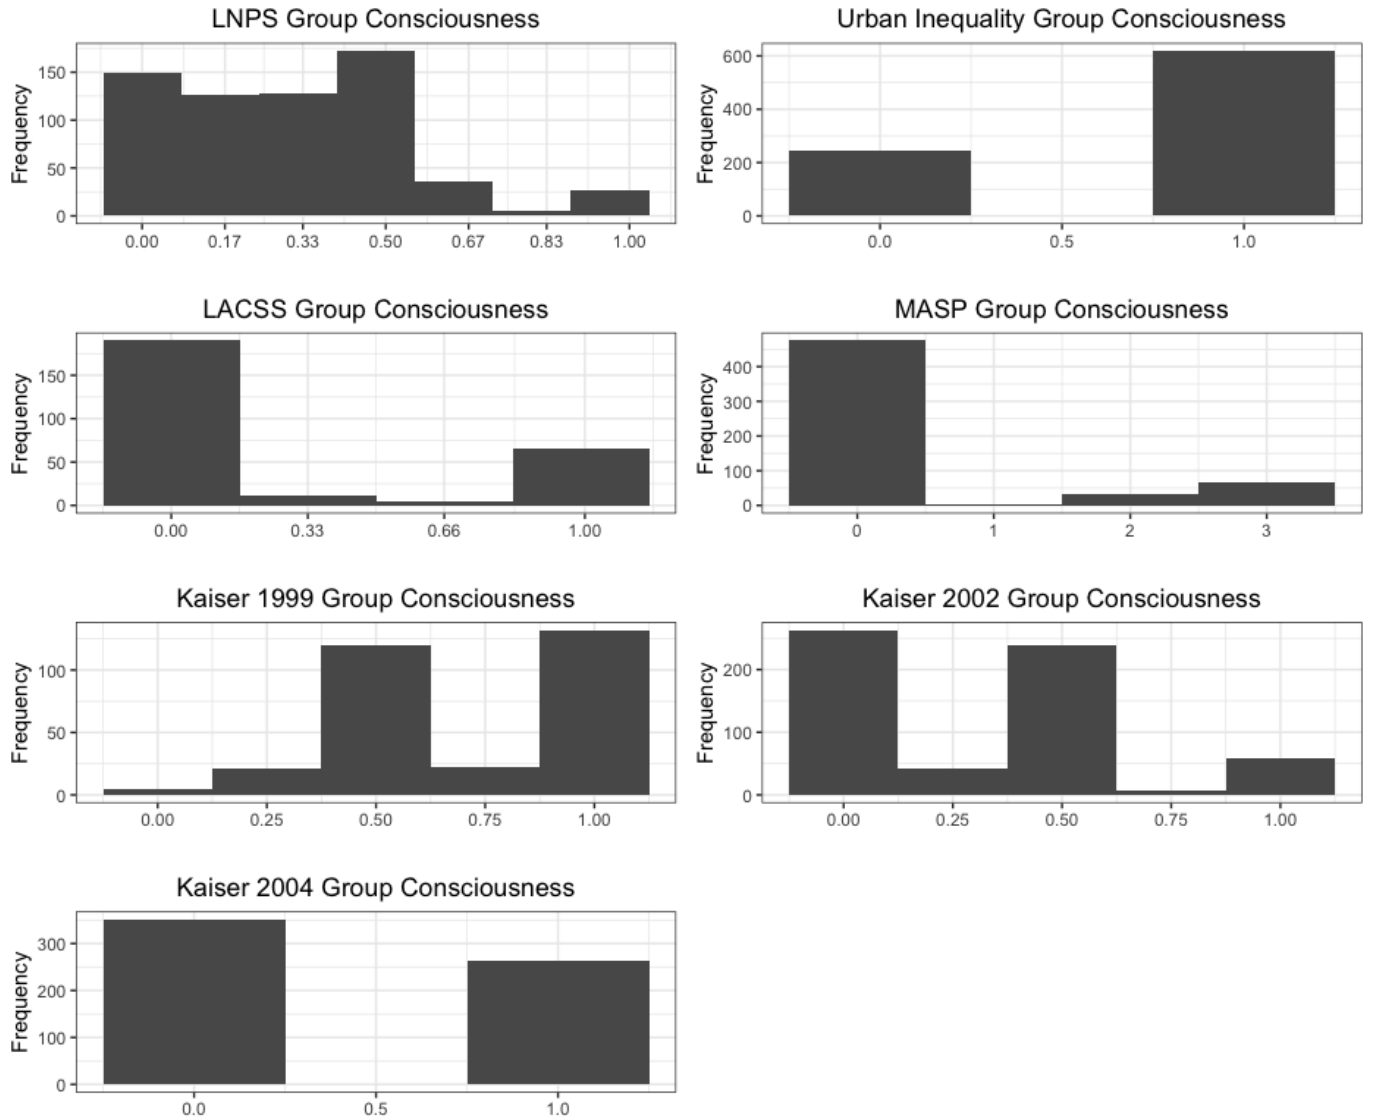 LNPS Group Consciousness
Frequency
150
100
50
0
0.00 0.17 0.33 0.50 0.67 0.83 1.00
Urban Inequality Group Consciousness
Frequency
600
400
200
0
0.0 0.5 1.0
LACSS Group Consciousness
Frequency
150
100
50
0
0.00 0.33 0.66 1.00
MASP Group Consciousness
Frequency
400
300
200
100
0
0 1 2 3
Kaiser 1999 Group Consciousness
Frequency
100
50
0
0.00 0.25 0.50 0.75 1.00
Kaiser 2002 Group Consciousness
Frequency
200
100
0
0.00 0.25 0.50 0.75 1.00
Kaiser 2004 Group Consciousness
Frequency
300
200
100
0
0.0 0.5 1.0